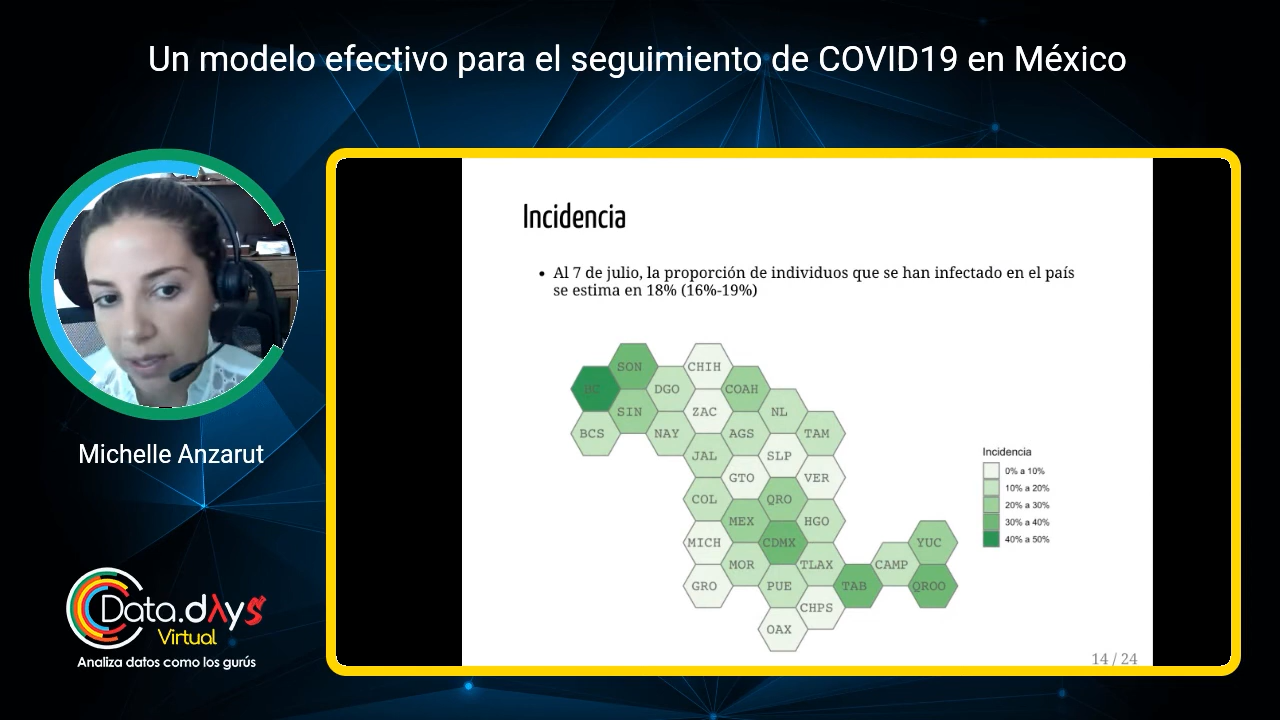 Un modelo efectivo para el seguimiento de COVID19 en México
Incidencia
• Al 7 de julio, la proporción de individuos que se han infectado en el país
se estima en 18% (16%-19%)
SON
CHIH
BC
DGO
COAH
SIN
ZAC
NL
BCS
NAY
AGS
TAM
JAL
SLP
GTO
VER
COL
QRO
MEX
HGO
MICH
CDMX
YUC
MOR
TLAX
CAMP
GRO
PUE
TAB
QROO
CHPS
OAX
Incidencia
0% a 10%
10% a 20%
20% a 30%
30% a 40%
40% a 50%
14 / 24
Michelle Anzarut
Data.dλys
Virtual
Analiza datos como los gurús